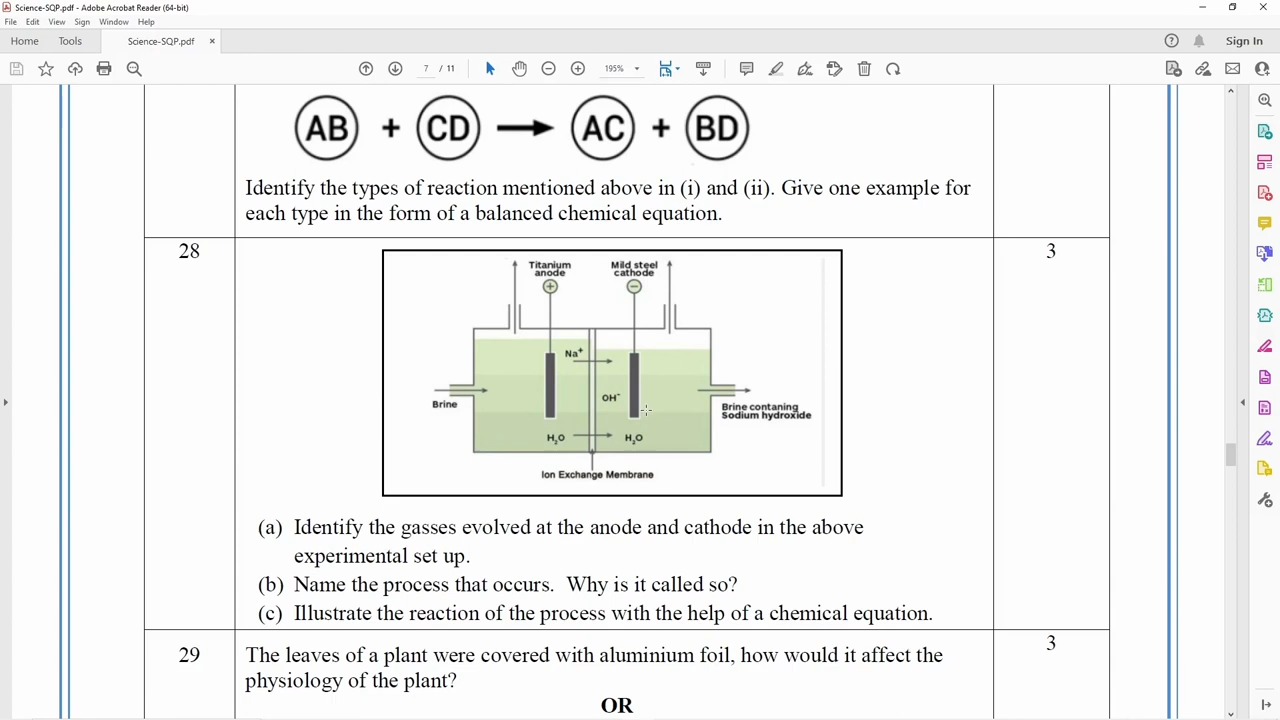 Science-SQP.pdf - Adobe Acrobat Reader (64-bit)
File Edit View Sign Window Help
Home Tools Science-SQP.pdf × Sign In
7 / 11 195%
AB + CD → AC + BD
Identify the types of reaction mentioned above in (i) and (ii). Give one example for
each type in the form of a balanced chemical equation.
28 3
Titanium
anode
Mild steel
cathode
+ −
Na⁺
OH⁻
Brine
Brine contaning
Sodium hydroxide
H₂O H₂O
Ion Exchange Membrane
(a) Identify the gasses evolved at the anode and cathode in the above
experimental set up.
(b) Name the process that occurs. Why is it called so?
(c) Illustrate the reaction of the process with the help of a chemical equation.
29 3
The leaves of a plant were covered with aluminium foil, how would it affect the
physiology of the plant?
OR